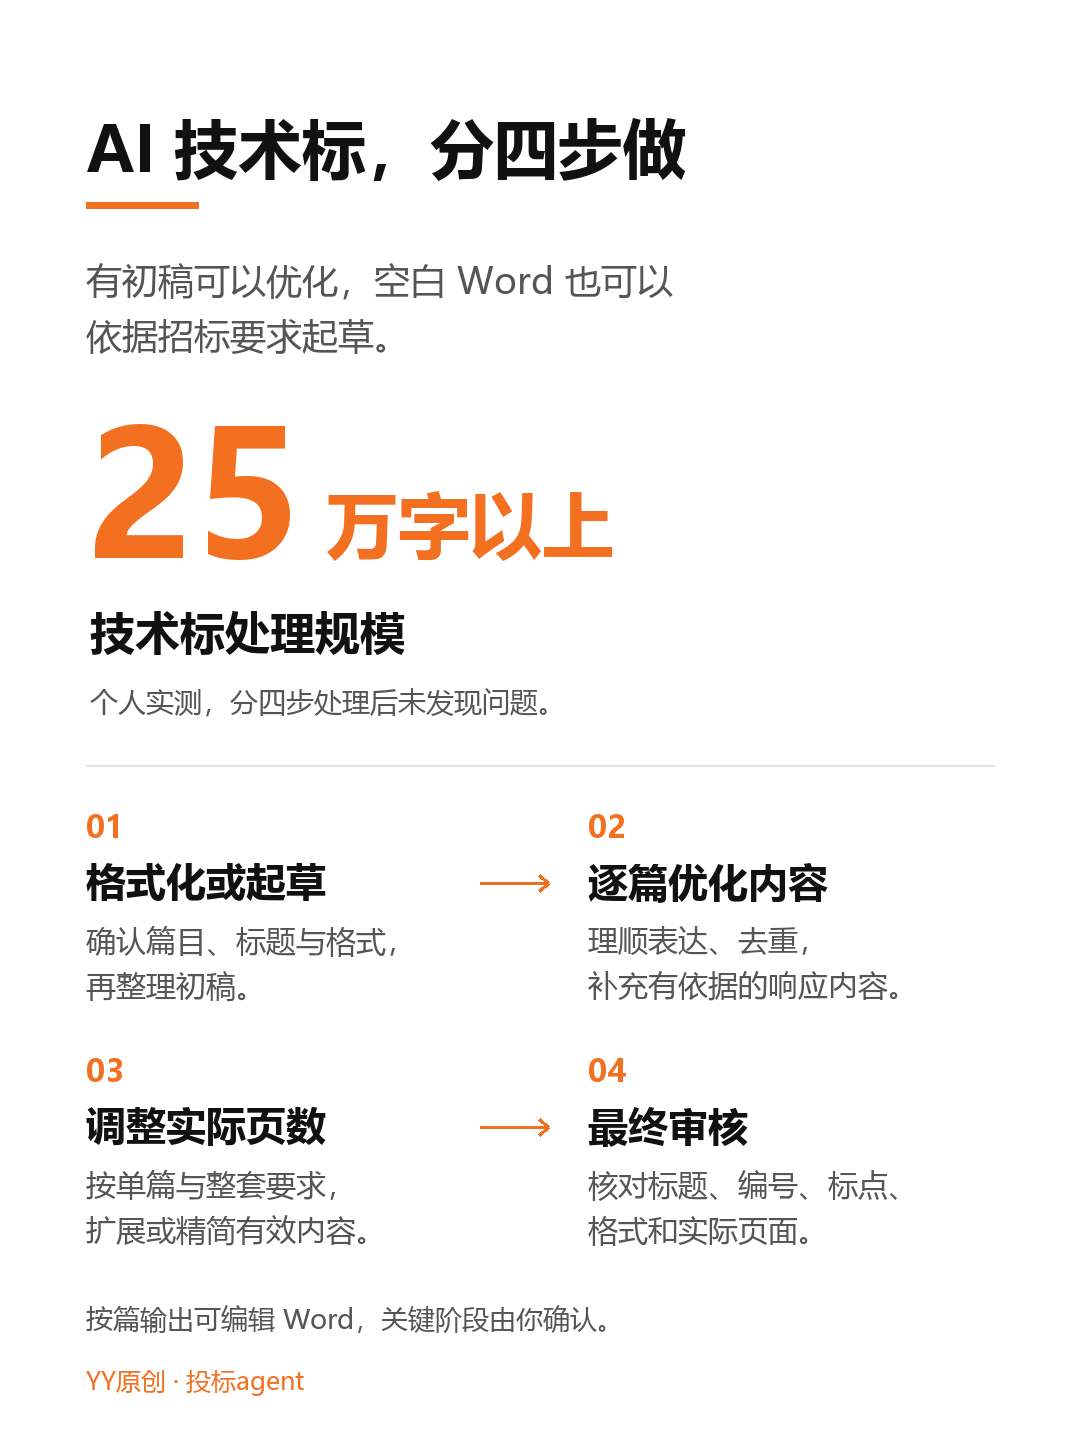 AI 技术标，分四步做
有初稿可以优化，空白 Word 也可以
依据招标要求起草。
25 万字以上
技术标处理规模
个人实测，分四步处理后未发现问题。
01
格式化或起草
确认篇目、标题与格式，
再整理初稿。
02
逐篇优化内容
理顺表达、去重，
补充有依据的响应内容。
03
调整实际页数
按单篇与整套要求，
扩展或精简有效内容。
04
最终审核
核对标题、编号、标点、
格式和实际页面。
按篇输出可编辑 Word，关键阶段由你确认。
YY原创 · 投标agent